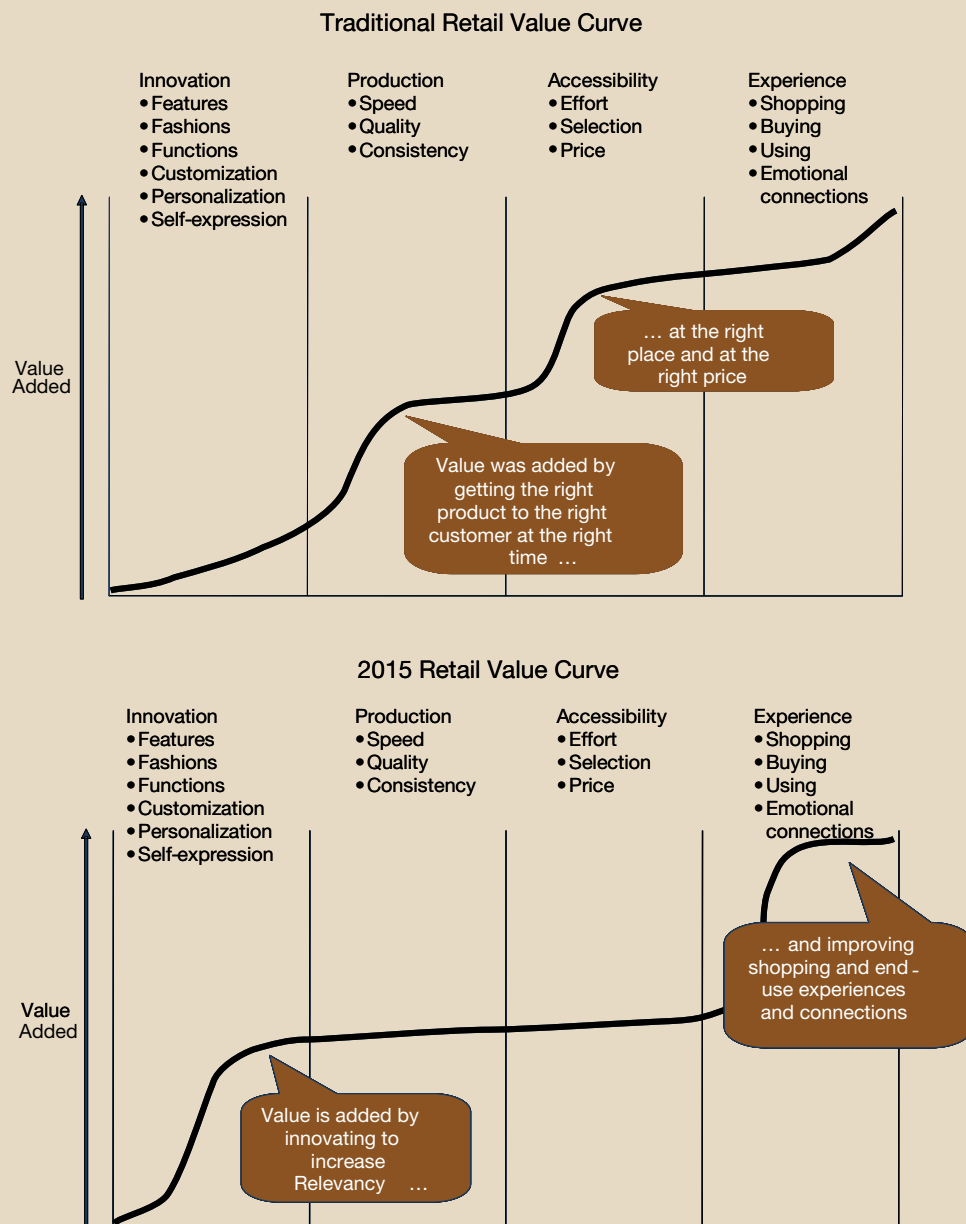 Traditional Retail Value Curve
Innovation
• Features
• Fashions
• Functions
• Customization
• Personalization
• Self-expression
Production
• Speed
• Quality
• Consistency
Accessibility
• Effort
• Selection
• Price
Experience
• Shopping
• Buying
• Using
• Emotional
connections
Value
Added
… at the right
place and at the
right price
Value was added by
getting the right
product to the right
customer at the right
time …
2015 Retail Value Curve
Innovation
• Features
• Fashions
• Functions
• Customization
• Personalization
• Self-expression
Production
• Speed
• Quality
• Consistency
Accessibility
• Effort
• Selection
• Price
Experience
• Shopping
• Buying
• Using
• Emotional
connections
Value
Added
… and improving
shopping and end-
use experiences
and connections
Value is added by
innovating to
increase
Relevancy …